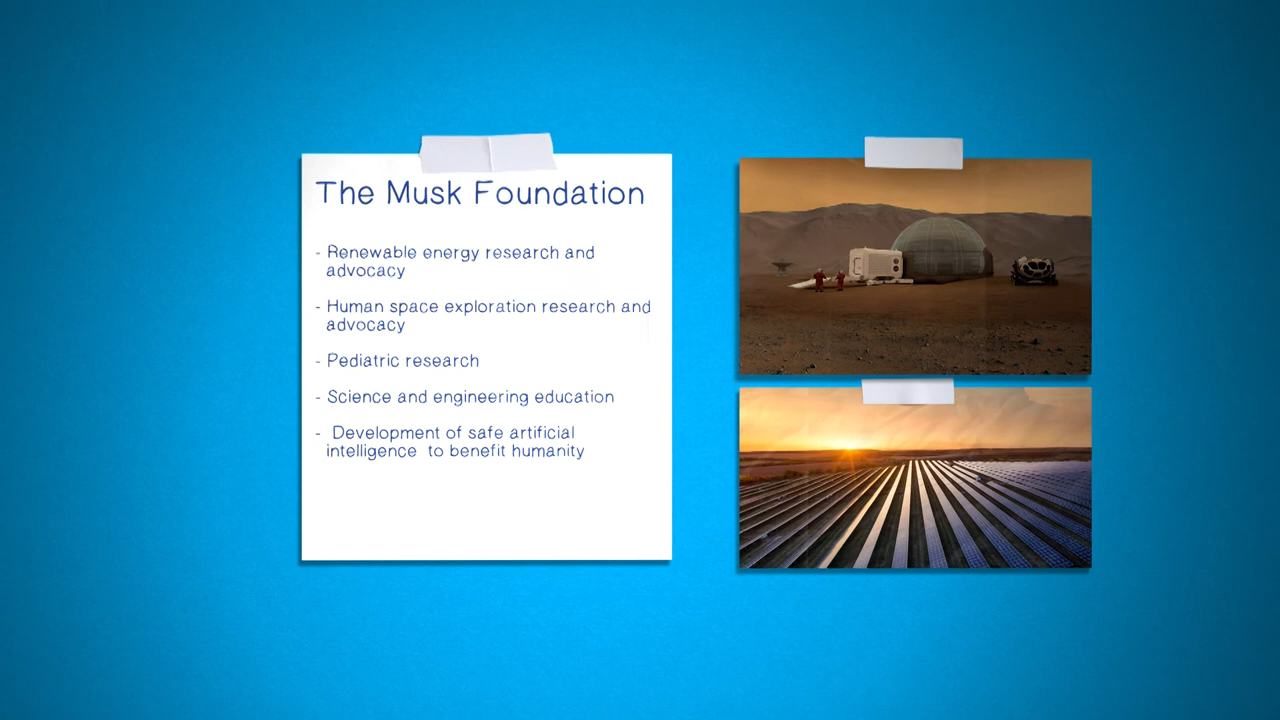 The Musk Foundation
- Renewable energy research and
advocacy
- Human space exploration research and
advocacy
- Pediatric research
- Science and engineering education
- Development of safe artificial
intelligence to benefit humanity